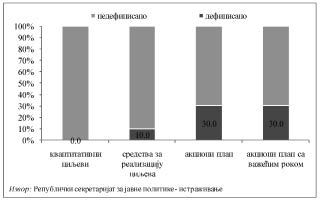 недефинисано дефинисано
100%
90%
80%
70%
60%
50%
40%
30%
20%
10%
0%
0.0 10.0 30.0 30.0
квантитативни средства за акциони план акциони план са
циљеви реализацију важећим роком
циљева
Извор: Републички секретаријат за јавне политике - истраживање